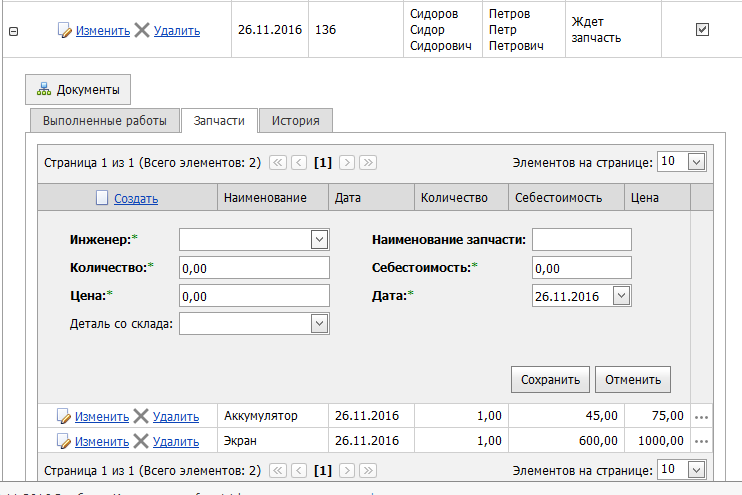 Изменить Удалить 26.11.2016 136 Сидоров Сидор Сидорович Петров Петр Петрович Ждет запчасть
Документы
Выполненные работы Запчасти История
Страница 1 из 1 (Всего элементов: 2) [1] Элементов на странице: 10
Создать Наименование Дата Количество Себестоимость Цена
Инженер:* Наименование запчасти:
Количество:* 0,00 Себестоимость:* 0,00
Цена:* 0,00 Дата:* 26.11.2016
Деталь со склада:
Сохранить Отменить
Изменить Удалить Аккумулятор 26.11.2016 1,00 45,00 75,00 ...
Изменить Удалить Экран 26.11.2016 1,00 600,00 1000,00 ...
Страница 1 из 1 (Всего элементов: 2) [1] Элементов на странице: 10